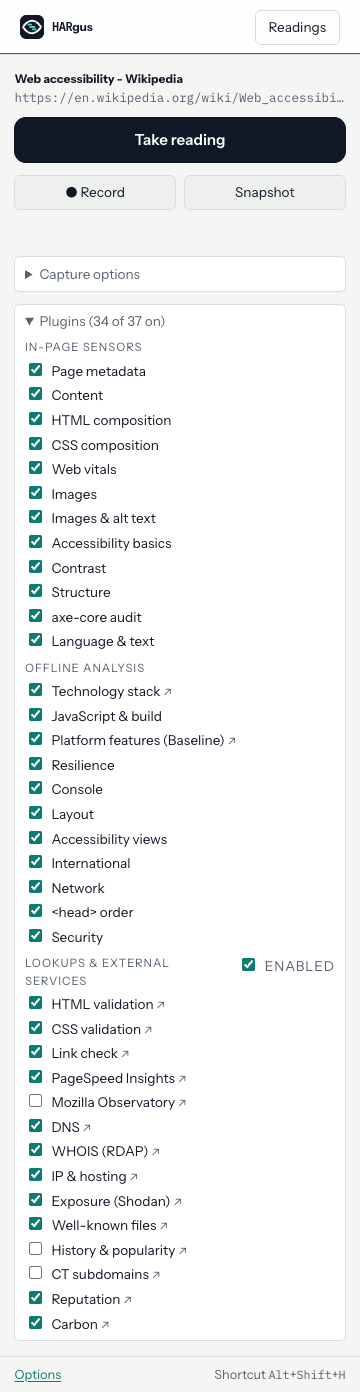 HARgus
Readings
Web accessibility - Wikipedia
https://en.wikipedia.org/wiki/Web_accessibi…
Take reading
● Record
Snapshot
▶ Capture options
▼ Plugins (34 of 37 on)
IN-PAGE SENSORS
Page metadata
Content
HTML composition
CSS composition
Web vitals
Images
Images & alt text
Accessibility basics
Contrast
Structure
axe-core audit
Language & text
OFFLINE ANALYSIS
Technology stack ↗
JavaScript & build
Platform features (Baseline) ↗
Resilience
Console
Layout
Accessibility views
International
Network
<head> order
Security
LOOKUPS & EXTERNAL
SERVICES
ENABLED
HTML validation ↗
CSS validation ↗
Link check ↗
PageSpeed Insights ↗
Mozilla Observatory ↗
DNS ↗
WHOIS (RDAP) ↗
IP & hosting ↗
Exposure (Shodan) ↗
Well-known files ↗
History & popularity ↗
CT subdomains ↗
Reputation ↗
Carbon ↗
Options
Shortcut Alt+Shift+H